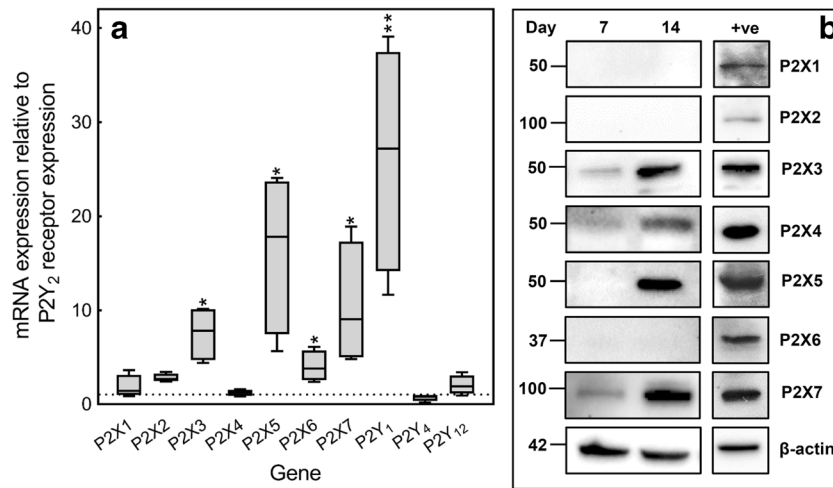 a
mRNA expression relative to
P2Y₂ receptor expression
40
30
20
10
0
**
*
*
*
*
P2X1
P2X2
P2X3
P2X4
P2X5
P2X6
P2X7
P2Y₁
P2Y₄
P2Y₁₂
Gene
b
Day 7 14 +ve
50 P2X1
100 P2X2
50 P2X3
50 P2X4
50 P2X5
37 P2X6
100 P2X7
42 β-actin